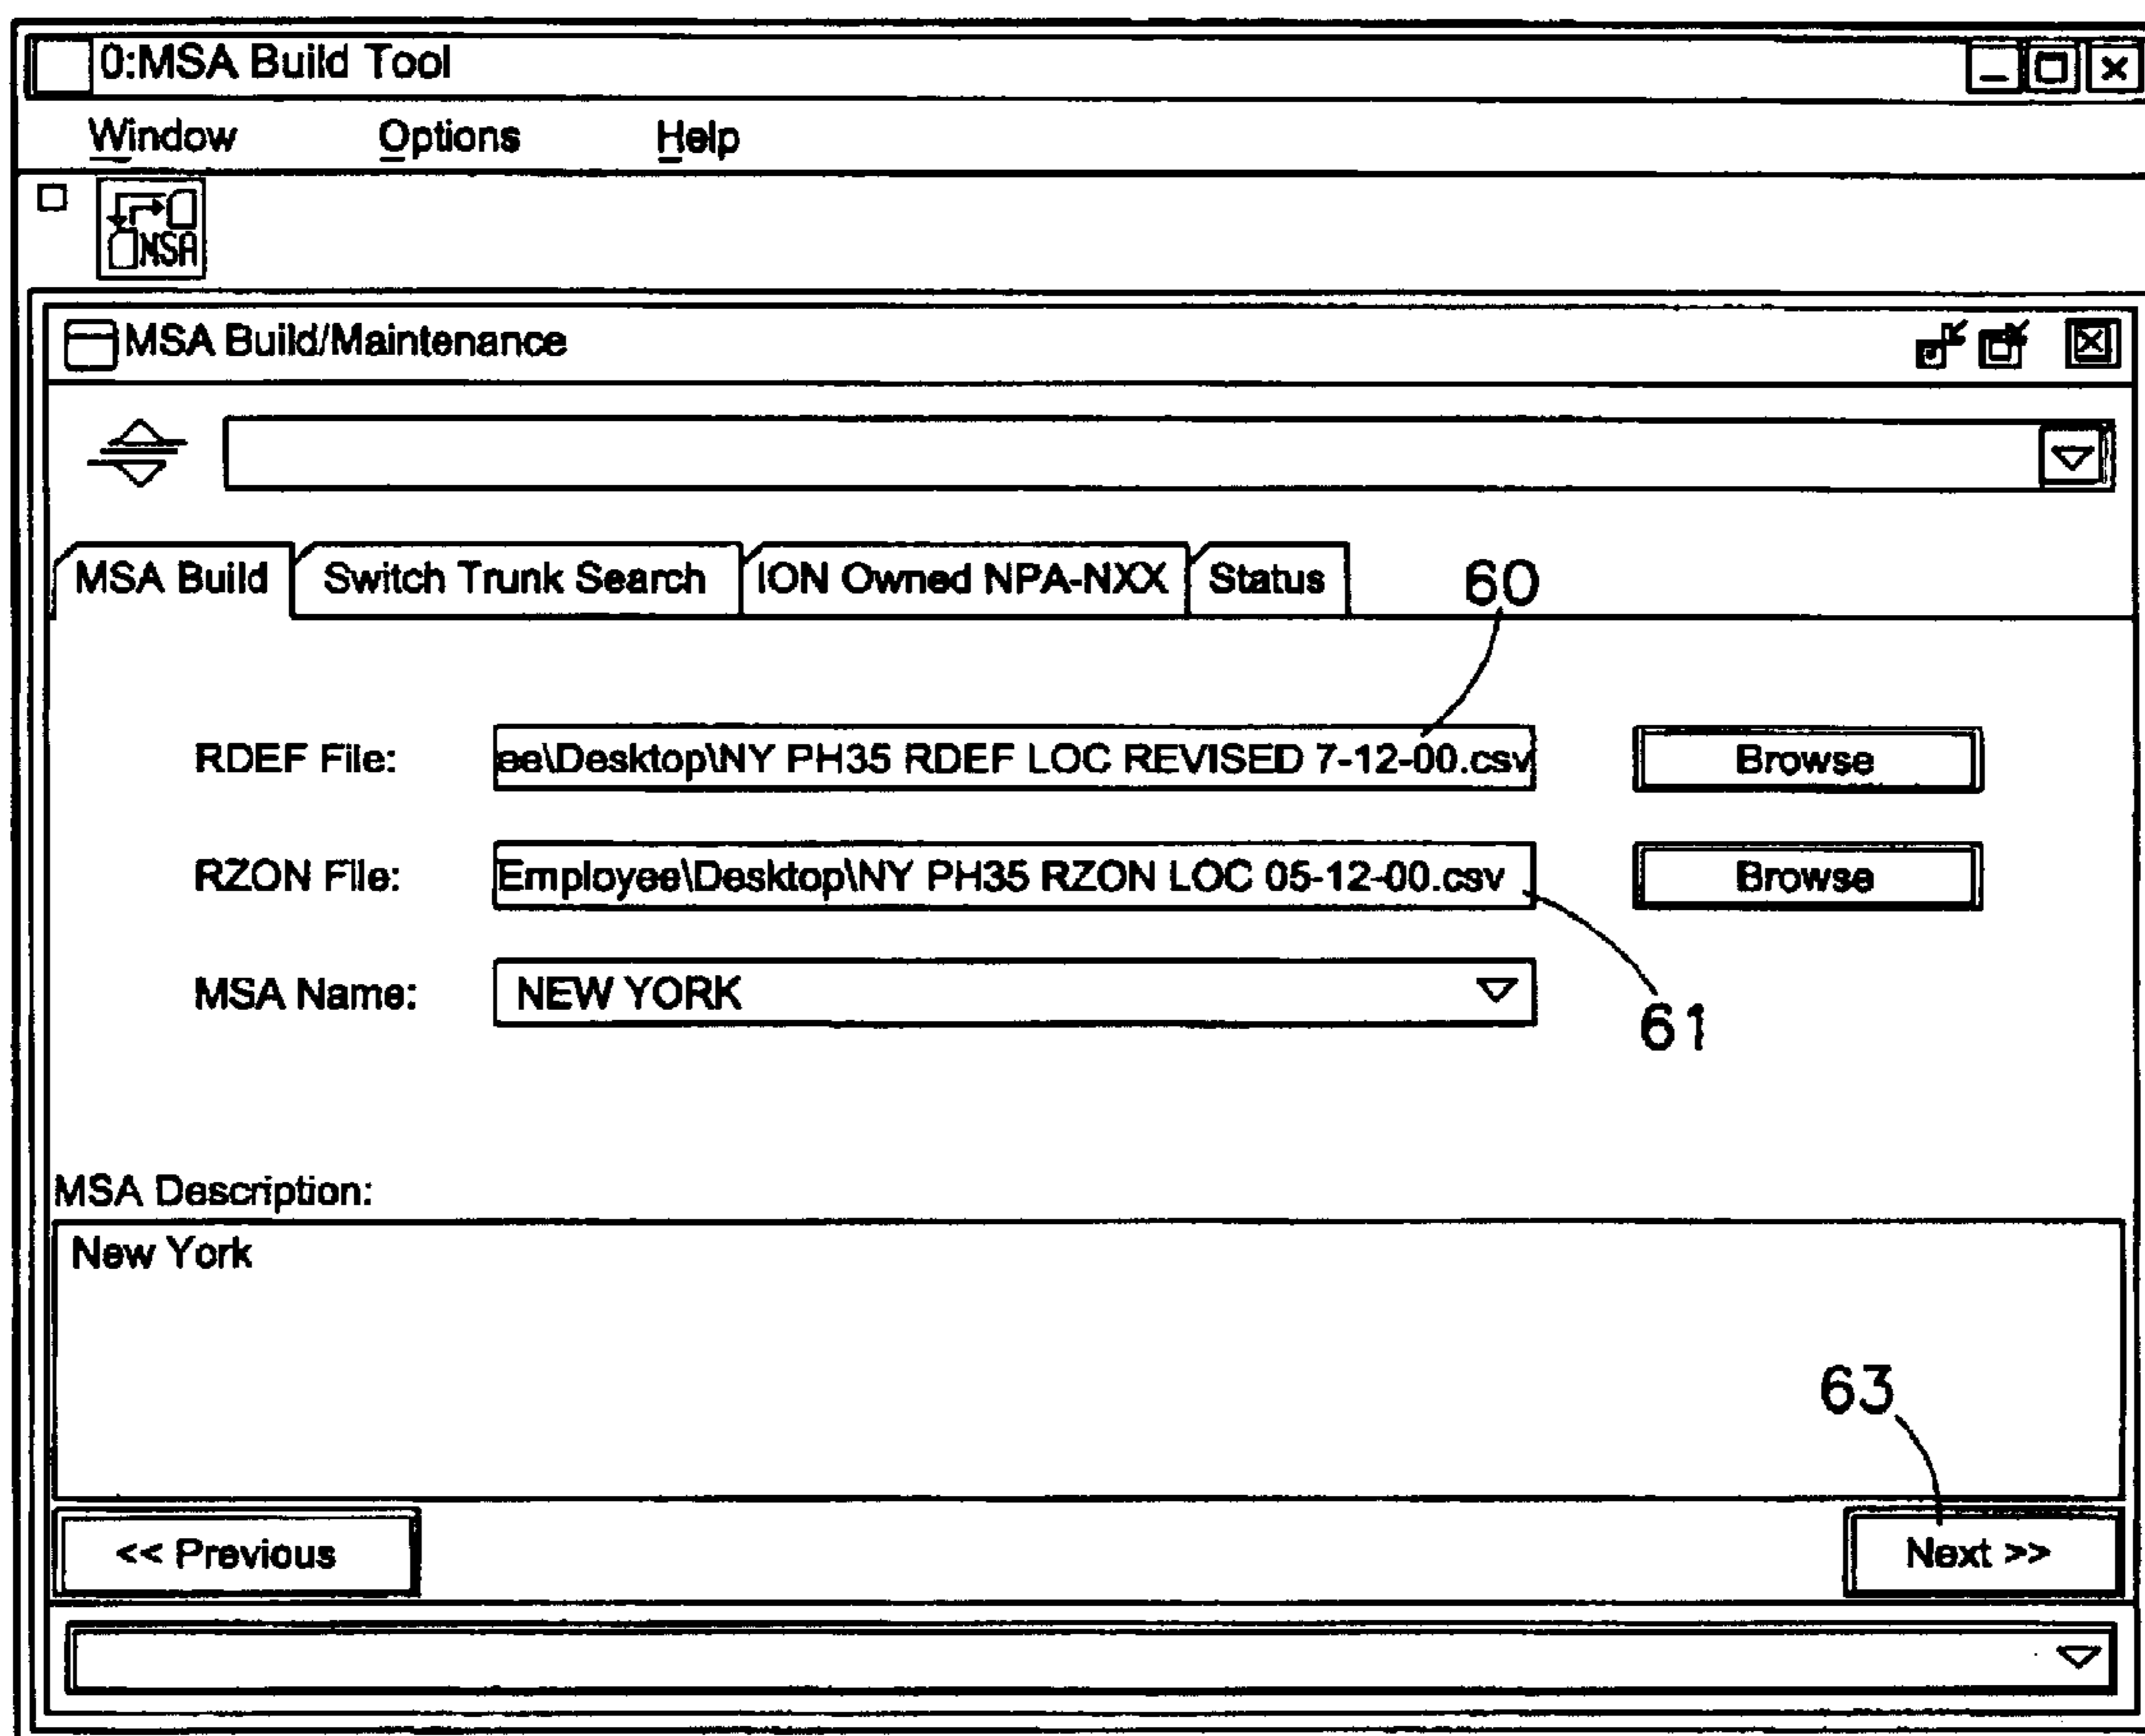 0:MSA Build Tool
Window Options Help
NSA
MSA Build/Maintenance
MSA Build Switch Trunk Search ION Owned NPA-NXX Status 60
RDEF File: ee\Desktop\NY PH35 RDEF LOC REVISED 7-12-00.csv Browse
RZON File: Employee\Desktop\NY PH35 RZON LOC 05-12-00.csv Browse
MSA Name: NEW YORK
61
MSA Description:
New York
63
<< Previous Next >>